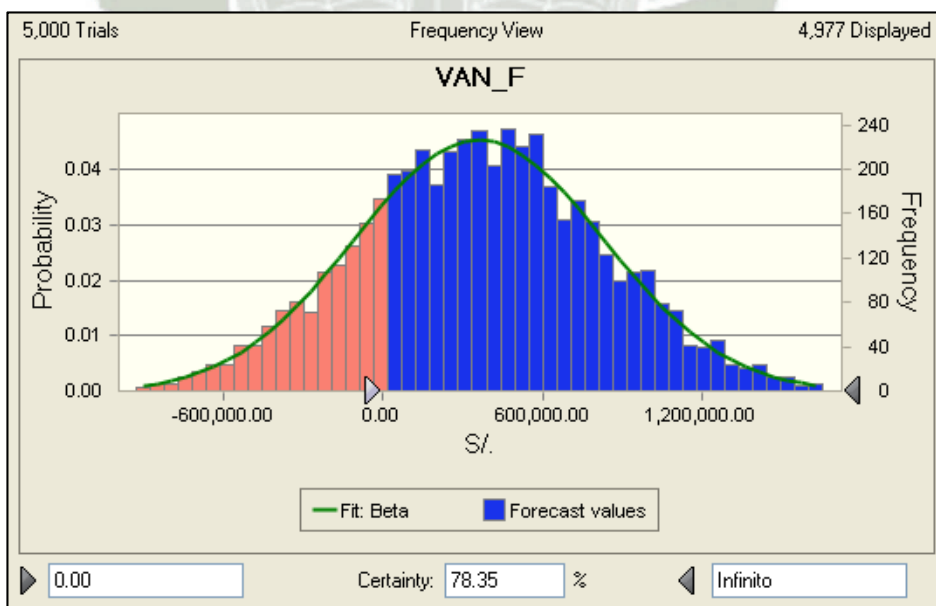 5,000 Trials Frequency View 4,977 Displayed
VAN_F
Probability
0.04
0.03
0.02
0.01
0.00
240
200
160
120
80
40
0
Frequency
-600,000.00 0.00 600,000.00 1,200,000.00
S/.
Fit: Beta Forecast values
0.00 Certainty: 78.35 % Infinito